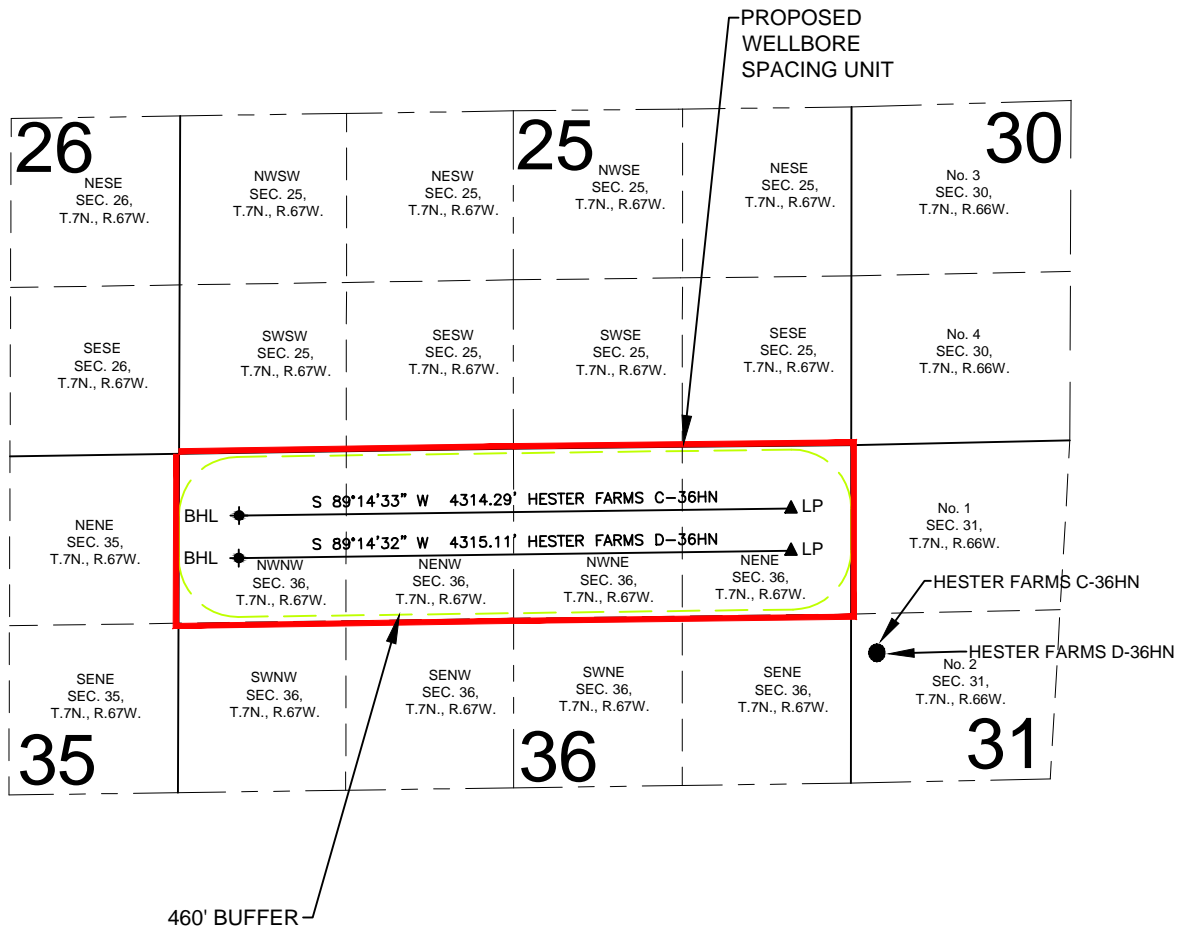 PROPOSED
WELLBORE
SPACING UNIT
26
25
30
NESE
SEC. 26,
T.7N., R.67W.
NWSW
SEC. 25,
T.7N., R.67W.
NESW
SEC. 25,
T.7N., R.67W.
NWSE
SEC. 25,
T.7N., R.67W.
NESE
SEC. 25,
T.7N., R.67W.
No. 3
SEC. 30,
T.7N., R.66W.
SESE
SEC. 26,
T.7N., R.67W.
SWSW
SEC. 25,
T.7N., R.67W.
SESW
SEC. 25,
T.7N., R.67W.
SWSE
SEC. 25,
T.7N., R.67W.
SESE
SEC. 25,
T.7N., R.67W.
No. 4
SEC. 30,
T.7N., R.66W.
BHL S 89°14'33" W 4314.29' HESTER FARMS C-36HN LP
BHL S 89°14'32" W 4315.11' HESTER FARMS D-36HN LP
NENE
SEC. 35,
T.7N., R.67W.
NWNW
SEC. 36,
T.7N., R.67W.
NENW
SEC. 36,
T.7N., R.67W.
NWNE
SEC. 36,
T.7N., R.67W.
NENE
SEC. 36,
T.7N., R.67W.
No. 1
SEC. 31,
T.7N., R.66W.
HESTER FARMS C-36HN
HESTER FARMS D-36HN
SENE
SEC. 35,
T.7N., R.67W.
SWNW
SEC. 36,
T.7N., R.67W.
SENW
SEC. 36,
T.7N., R.67W.
SWNE
SEC. 36,
T.7N., R.67W.
SENE
SEC. 36,
T.7N., R.67W.
No. 2
SEC. 31,
T.7N., R.66W.
35
36
31
460' BUFFER